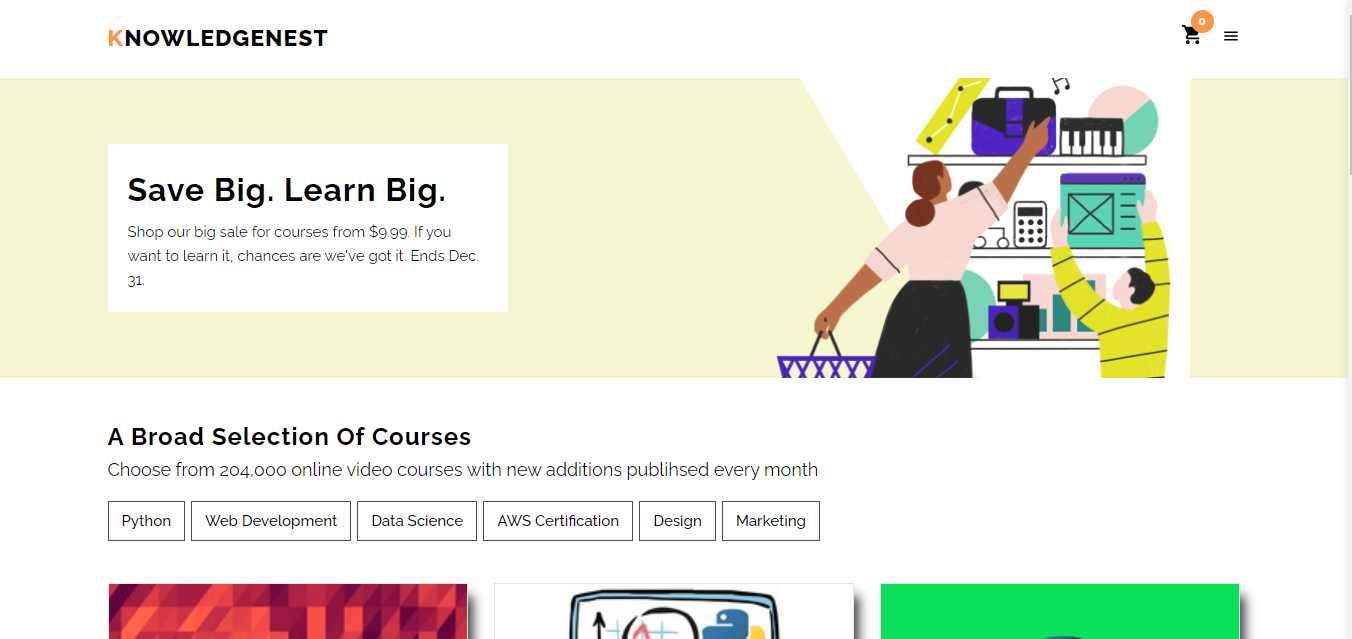 KNOWLEDGENEST
0
Save Big. Learn Big.
Shop our big sale for courses from $9.99. If you
want to learn it, chances are we've got it. Ends Dec.
31.
A Broad Selection Of Courses
Choose from 204,000 online video courses with new additions publihsed every month
Python
Web Development
Data Science
AWS Certification
Design
Marketing